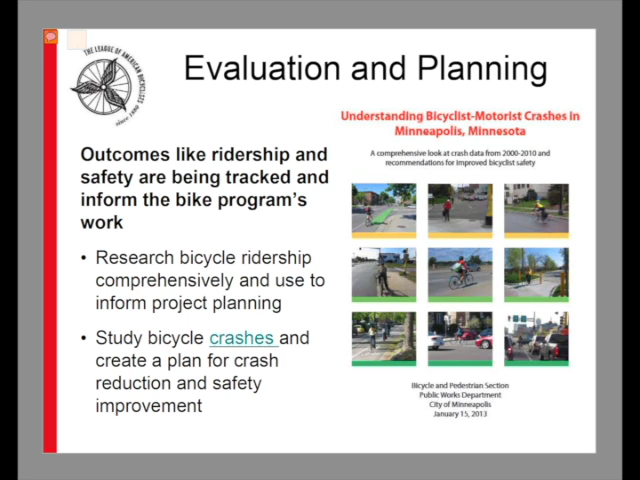 THE LEAGUE OF AMERICAN BICYCLISTS
since 1880
Evaluation and Planning
Outcomes like ridership and
safety are being tracked and
inform the bike program's
work
• Research bicycle ridership
comprehensively and use to
inform project planning
• Study bicycle crashes and
create a plan for crash
reduction and safety
improvement
Understanding Bicyclist-Motorist Crashes in
Minneapolis, Minnesota
A comprehensive look at crash data from 2000-2010 and
recommendations for improved bicyclist safety
Bicycle and Pedestrian Section
Public Works Department
City of Minneapolis
January 15, 2013